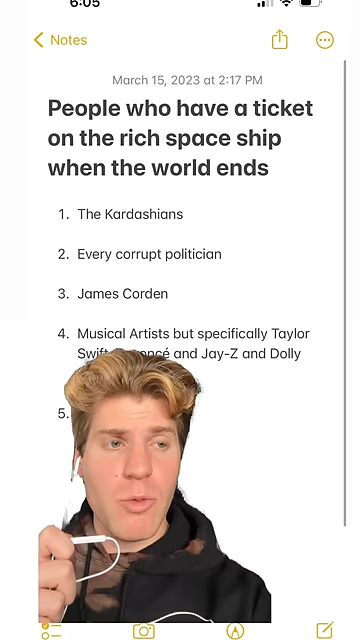 6:05
Notes
March 15, 2023 at 2:17 PM
People who have a ticket
on the rich space ship
when the world ends
1. The Kardashians
2. Every corrupt politician
3. James Corden
4. Musical Artists but specifically Taylor
Swift and Jay-Z and Dolly
5.